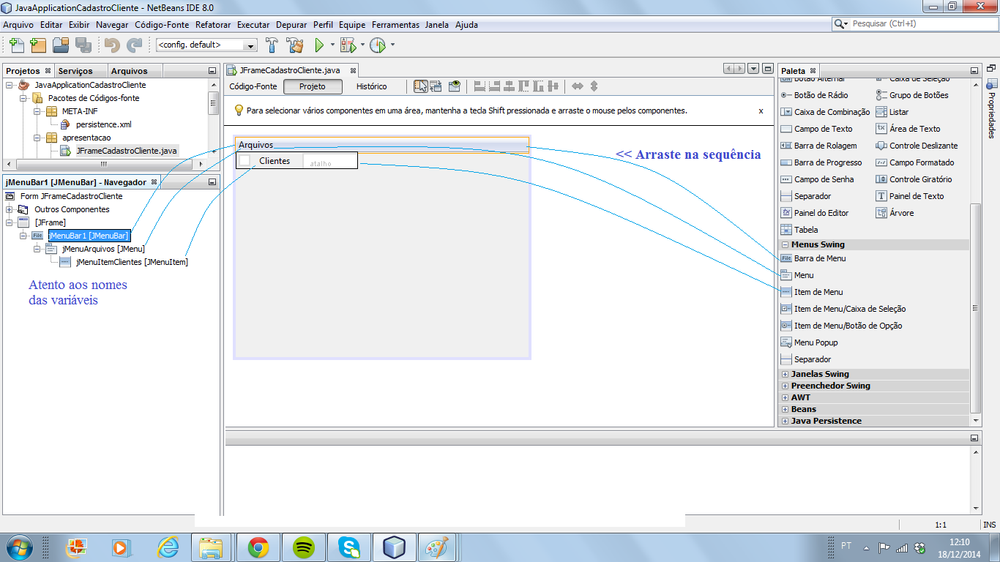 JavaApplicationCadastroCliente - NetBeans IDE 8.0
Arquivo Editar Exibir Navegar Código-Fonte Refatorar Executar Depurar Perfil Equipe Ferramentas Janela Ajuda
Pesquisar (Ctrl+I)
<config. default>
Projetos Serviços Arquivos
JavaApplicationCadastroCliente
Pacotes de Códigos-fonte
META-INF
persistence.xml
apresentacao
JFrameCadastroCliente.java
jMenuBar1 [JMenuBar] - Navegador
Form JFrameCadastroCliente
Outros Componentes
[JFrame]
jMenuBar1 [JMenuBar]
jMenuArquivos [JMenu]
jMenuItemClientes [JMenuItem]
Atento aos nomes
das variáveis
JFrameCadastroCliente.java
Código-Fonte Projeto Histórico
Para selecionar vários componentes em uma área, mantenha a tecla Shift pressionada e arraste o mouse pelos componentes.
x
Arquivos
Clientes atalho
<< Arraste na sequência
Paleta
Botão Alternar Caixa de Seleção
Botão de Rádio Grupo de Botões
Caixa de Combinação Listar
Campo de Texto Área de Texto
Barra de Rolagem Controle Deslizante
Barra de Progresso Campo Formatado
Campo de Senha Controle Giratório
Separador Painel de Texto
Painel do Editor Árvore
Tabela
Menus Swing
Barra de Menu
Menu
Item de Menu
Item de Menu/Caixa de Seleção
Item de Menu/Botão de Opção
Menu Popup
Separador
Janelas Swing
Preenchedor Swing
AWT
Beans
Java Persistence
Propriedades
1:1 INS
PT
12:10
18/12/2014